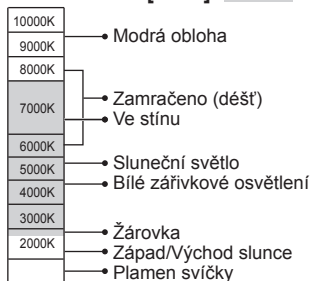 10000K
9000K
Modrá obloha
8000K
7000K
Zamračeno (déšť)
Ve stínu
6000K
5000K
Sluneční světlo
4000K
Bílé zářivkové osvětlení
3000K
Žárovka
2000K
Západ/Východ slunce
Plamen svíčky